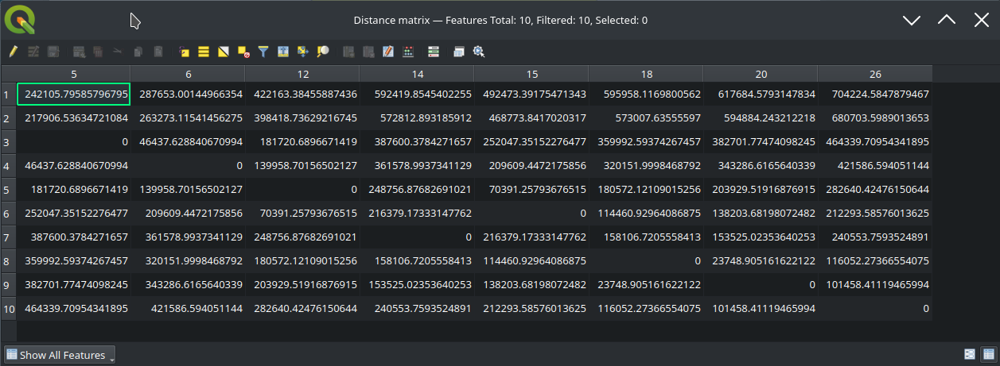 Distance matrix — Features Total: 10, Filtered: 10, Selected: 0
5 6 12 14 15 18 20 26
1 242105.79585796795 287653.00144966354 422163.38455887436 592419.8545402255 492473.39175471343 595958.1169800562 617684.5793147834 704224.5847879467
2 217906.53634721084 263273.11541456275 398418.73629216745 572812.893185912 468773.8417020317 573007.63555597 594884.243212218 680703.5989013653
3 0 46437.628840670994 181720.6896671419 387600.3784271657 252047.35152276477 359992.59374267457 382701.77474098245 464339.70954341895
4 46437.628840670994 0 139958.70156502127 361578.9937341129 209609.4472175856 320151.9998468792 343286.6165640339 421586.594051144
5 181720.6896671419 139958.70156502127 0 248756.87682691021 70391.25793676515 180572.12109015256 203929.51916876915 282640.42476150644
6 252047.35152276477 209609.4472175856 70391.25793676515 216379.17333147762 0 114460.92964086875 138203.68198072482 212293.58576013625
7 387600.3784271657 361578.9937341129 248756.87682691021 0 216379.17333147762 158106.7205558413 153525.02353640253 240553.7593524891
8 359992.59374267457 320151.9998468792 180572.12109015256 158106.7205558413 114460.92964086875 0 23748.905161622122 116052.27366554075
9 382701.77474098245 343286.6165640339 203929.51916876915 153525.02353640253 138203.68198072482 23748.905161622122 0 101458.41119465994
10 464339.70954341895 421586.594051144 282640.42476150644 240553.7593524891 212293.58576013625 116052.27366554075 101458.41119465994 0
Show All Features